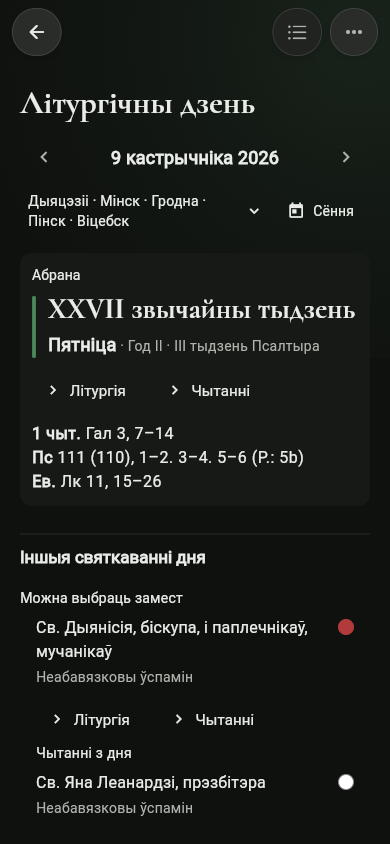 Літургічны дзень
9 кастрычніка 2026
Дыяцэзіі · Мінск · Гродна ·
Пінск · Віцебск
Сёння
Абрана
XXVII звычайны тыдзень
Пятніца · Год II · III тыдзень Псалтыра
Літургія
Чытанні
1 чыт. Гал 3, 7–14
Пс 111 (110), 1–2. 3–4. 5–6 (Р.: 5b)
Ев. Лк 11, 15–26
Іншыя святкаванні дня
Можна выбраць замест
Св. Дыянісія, біскупа, і паплечнікаў,
мучанікаў
Неабавязковы ўспамін
Літургія
Чытанні
Чытанні з дня
Св. Яна Леанардзі, прэзбітэра
Неабавязковы ўспамін